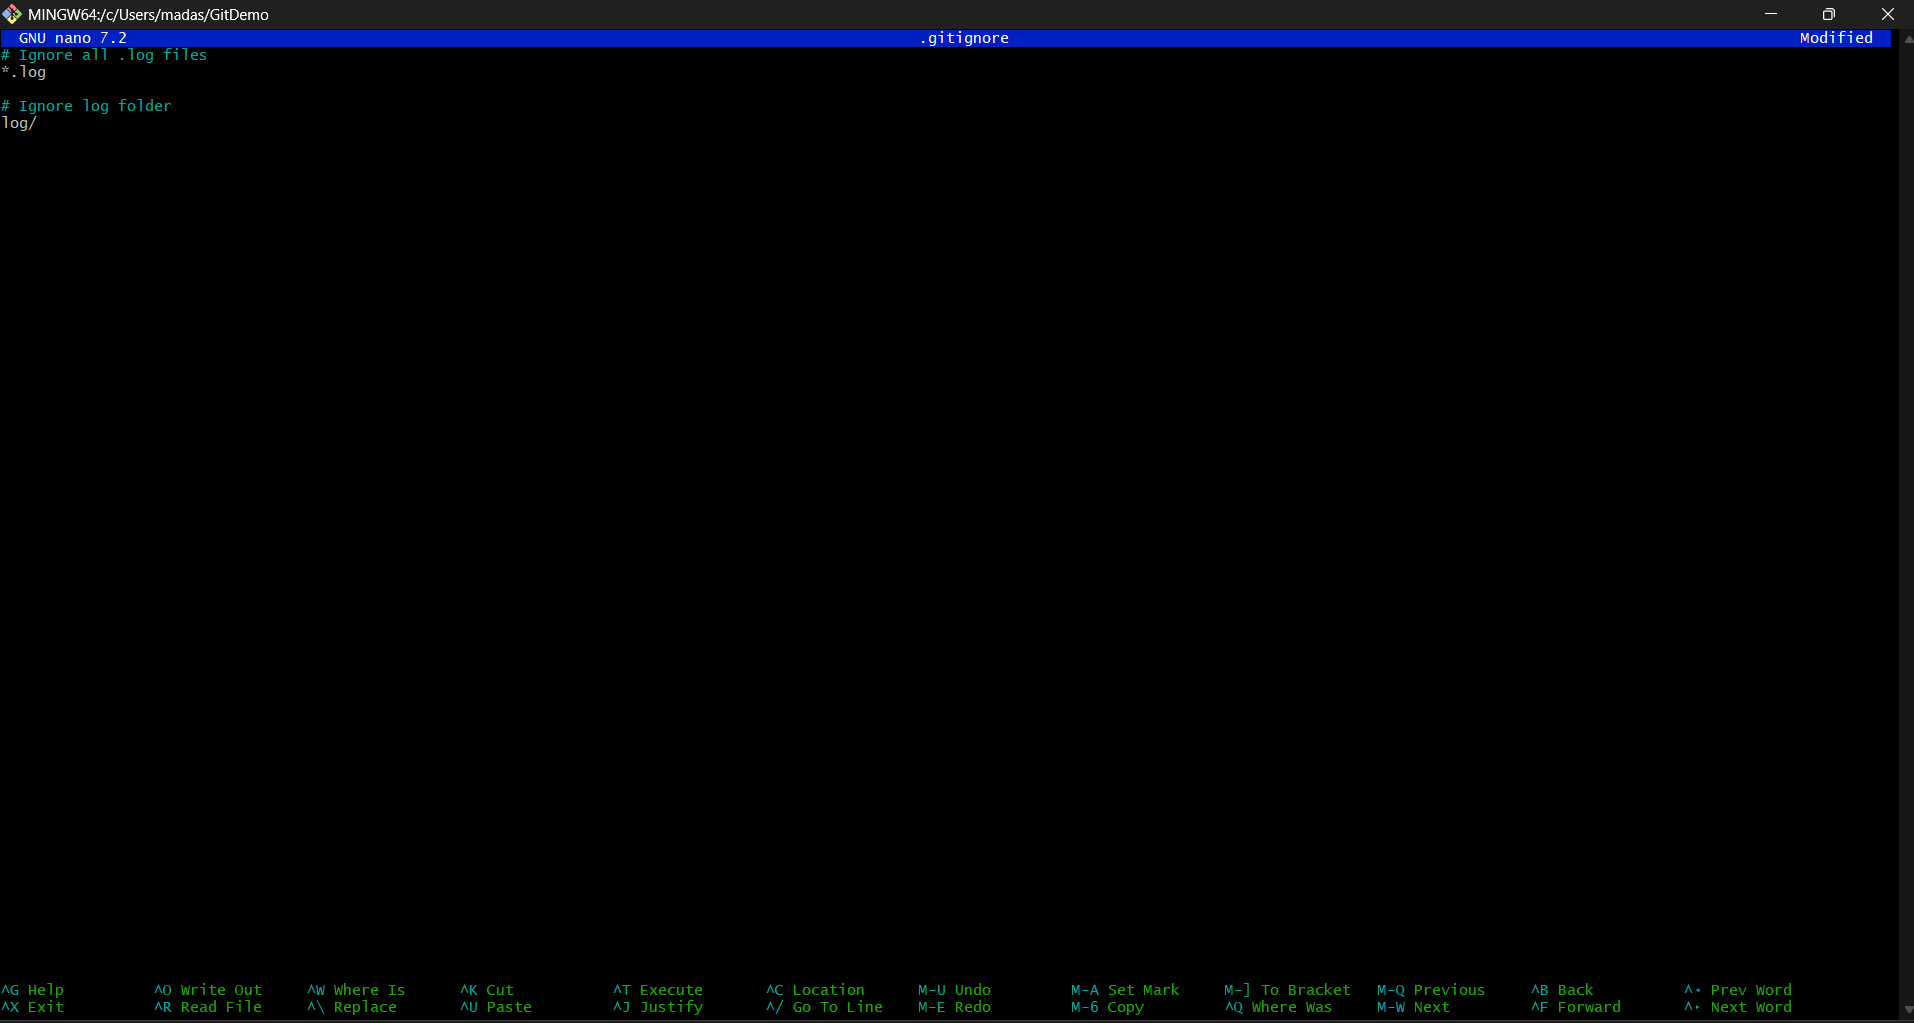 MINGW64:/c/Users/madas/GitDemo
GNU nano 7.2 .gitignore Modified
# Ignore all .log files
*.log
# Ignore log folder
log/
^G Help ^O Write Out ^W Where Is ^K Cut ^T Execute ^C Location M-U Undo M-A Set Mark M-] To Bracket M-Q Previous ^B Back ^◂ Prev Word
^X Exit ^R Read File ^\ Replace ^U Paste ^J Justify ^/ Go To Line M-E Redo M-6 Copy ^Q Where Was M-W Next ^F Forward ^▸ Next Word